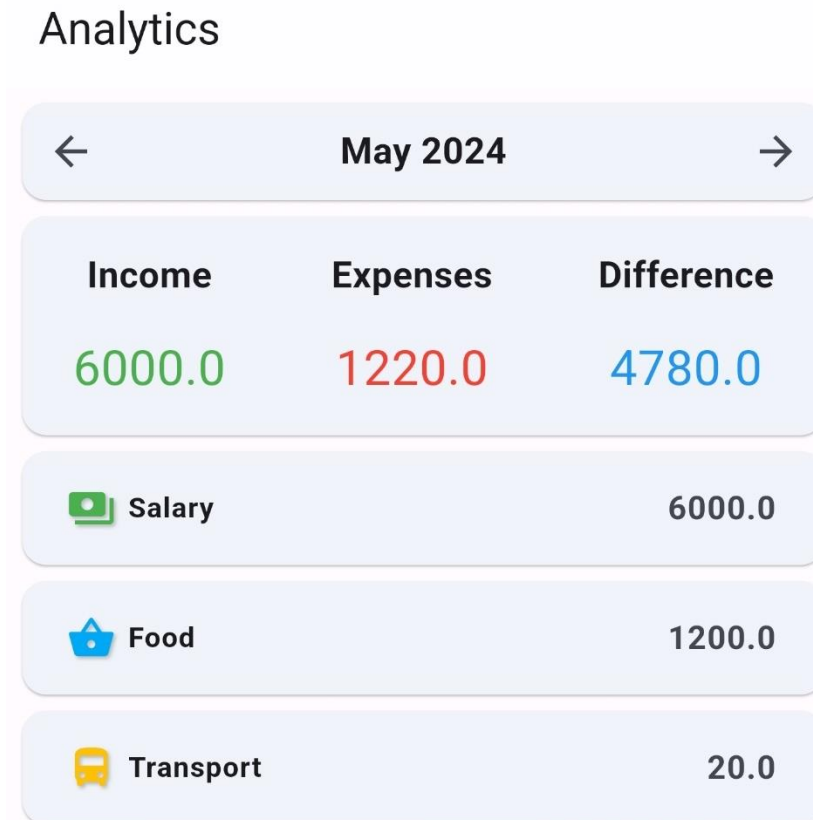 Analytics
May 2024
Income Expenses Difference
6000.0 1220.0 4780.0
Salary 6000.0
Food 1200.0
Transport 20.0